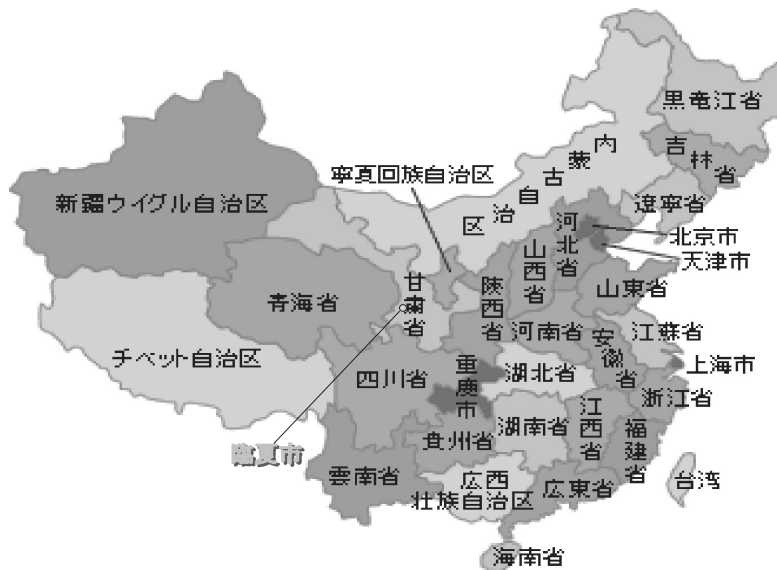 黒竜江省
吉林省
内蒙古自治区
寧夏回族自治区
遼寧省
新疆ウイグル自治区
北京市
河北省
天津市
山西省
陝西省
甘粛省
青海省
山東省
河南省
江蘇省
安徽省
チベット自治区
四川省
重慶市
湖北省
上海市
浙江省
江西省
湖南省
福建省
貴州省
臨夏市
雲南省
広西
壮族自治区
広東省
台湾
海南省